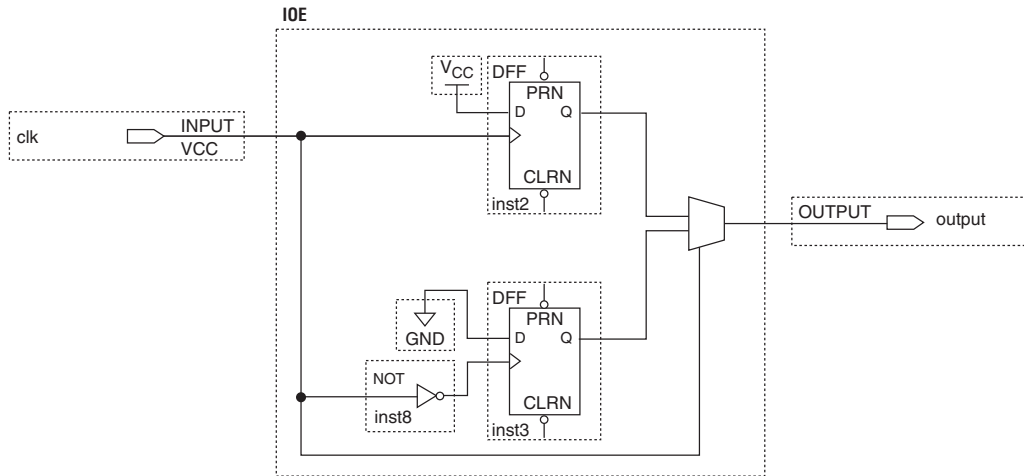 IOE
clk
INPUT
VCC
VCC
DFF
PRN
D
Q
CLRN
inst2
OUTPUT
output
GND
DFF
PRN
D
Q
CLRN
inst3
NOT
inst8